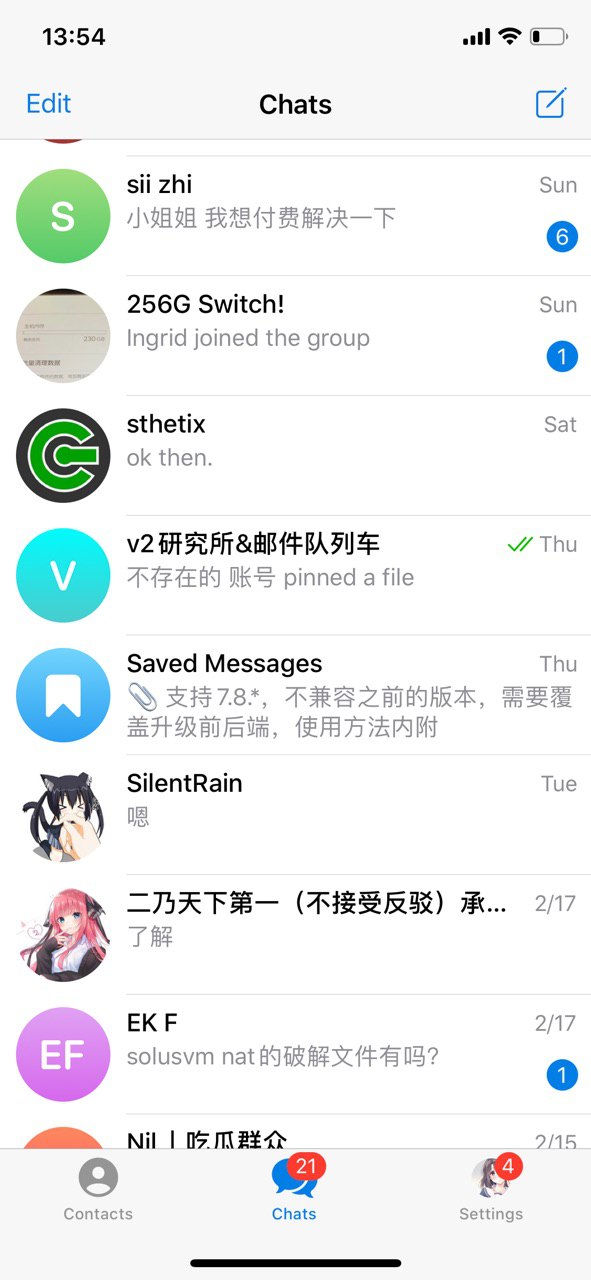 13:54
Edit
Chats
S
sii zhi
Sun
小姐姐 我想付费解决一下
6
256G Switch!
Sun
230 GB
Ingrid joined the group
1
sthetix
Sat
ok then.
V
v2研究所&邮件队列车
Thu
不存在的 账号 pinned a file
Saved Messages
Thu
支持7.8.*，不兼容之前的版本，需要覆
盖升级前后端，使用方法内附
SilentRain
Tue
嗯
二乃天下第一（不接受反驳）承...
2/17
了解
EF
EK F
2/17
solusvm nat的破解文件有吗?
1
Nil丨吃瓜群众
2/15
21
4
Contacts
Chats
Settings